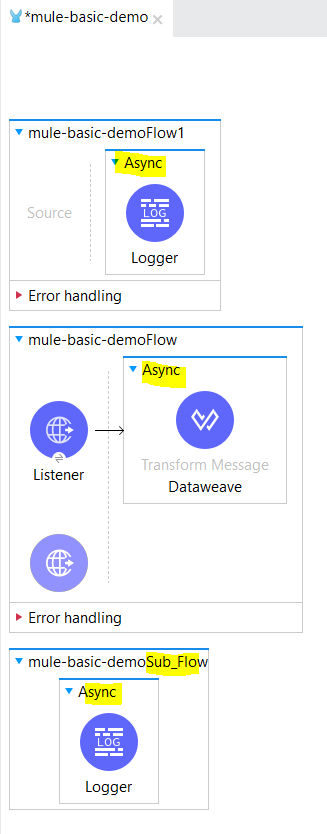 *mule-basic-demo
mule-basic-demoFlow1
Async
Source
LOG
Logger
Error handling
mule-basic-demoFlow
Async
Listener
Transform Message
Dataweave
Error handling
mule-basic-demoSub_Flow
Async
LOG
Logger